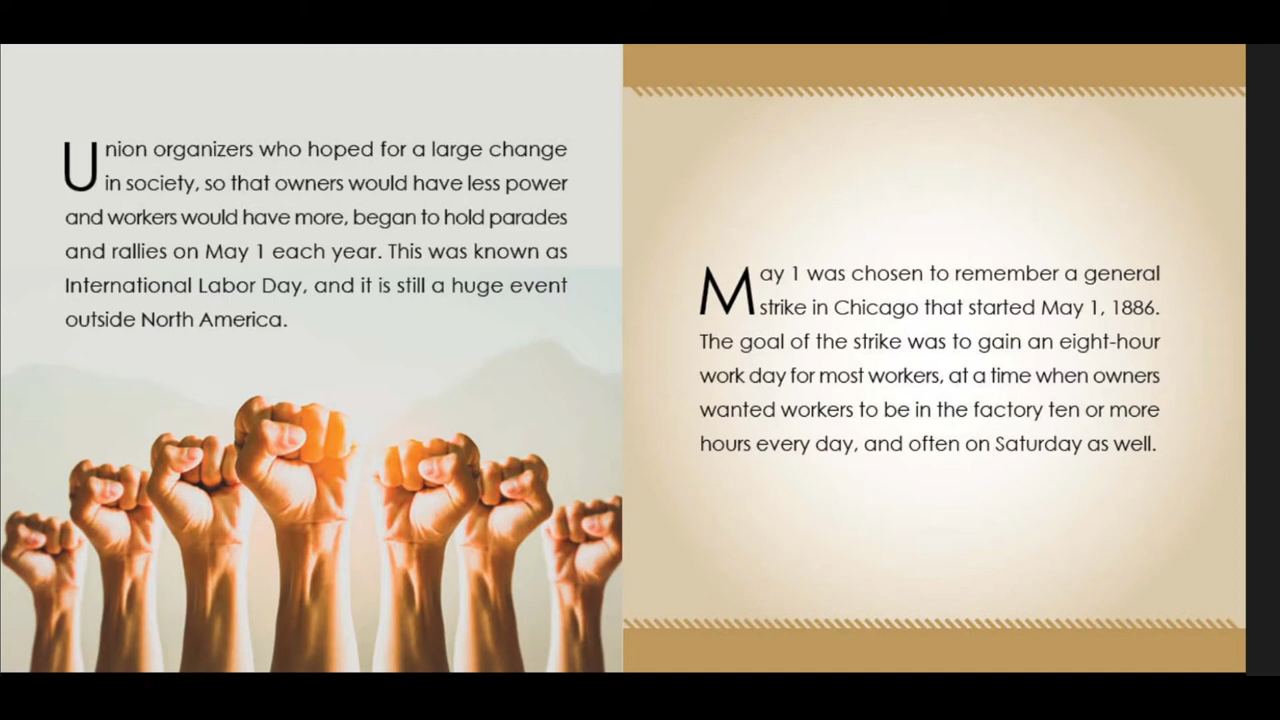 Union organizers who hoped for a large change
in society, so that owners would have less power
and workers would have more, began to hold parades
and rallies on May 1 each year. This was known as
International Labor Day, and it is still a huge event
outside North America.
May 1 was chosen to remember a general
strike in Chicago that started May 1, 1886.
The goal of the strike was to gain an eight-hour
work day for most workers, at a time when owners
wanted workers to be in the factory ten or more
hours every day, and often on Saturday as well.